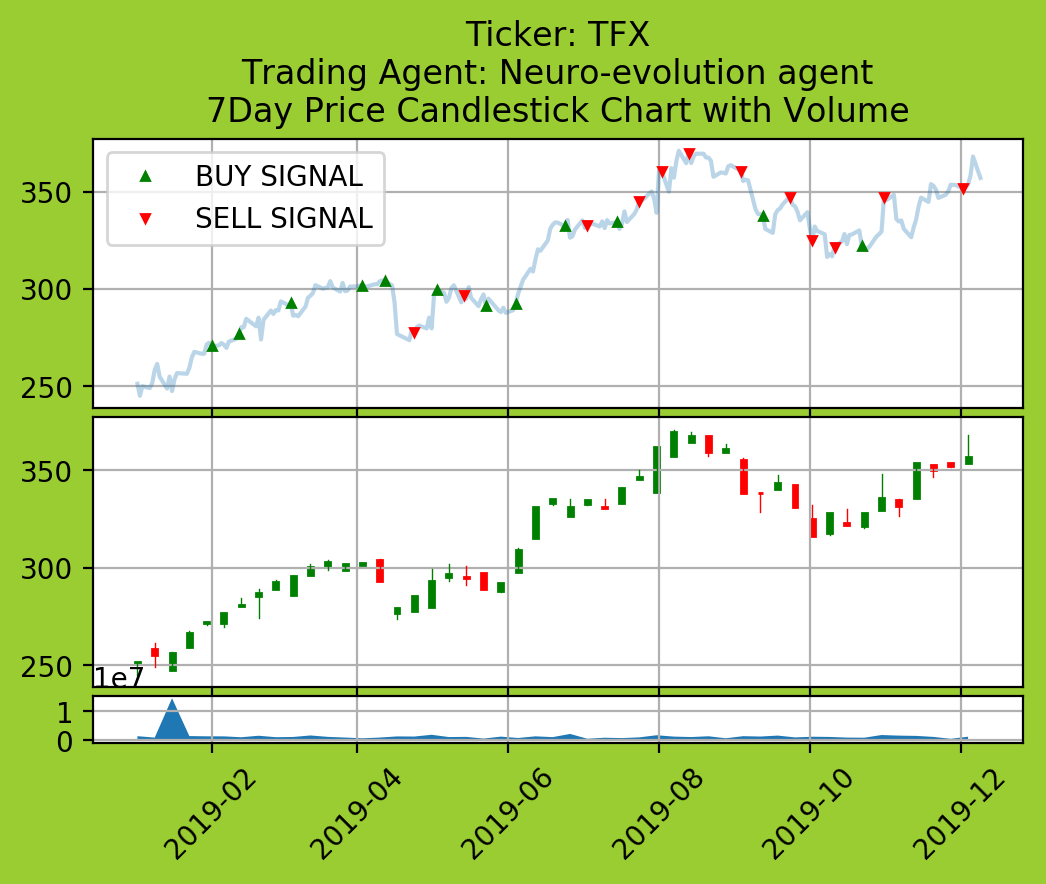 Ticker: TFX
Trading Agent: Neuro-evolution agent
7Day Price Candlestick Chart with Volume
BUY SIGNAL
SELL SIGNAL
350
300
250
350
300
250
1e7
1
0
2019-02
2019-04
2019-06
2019-08
2019-10
2019-12